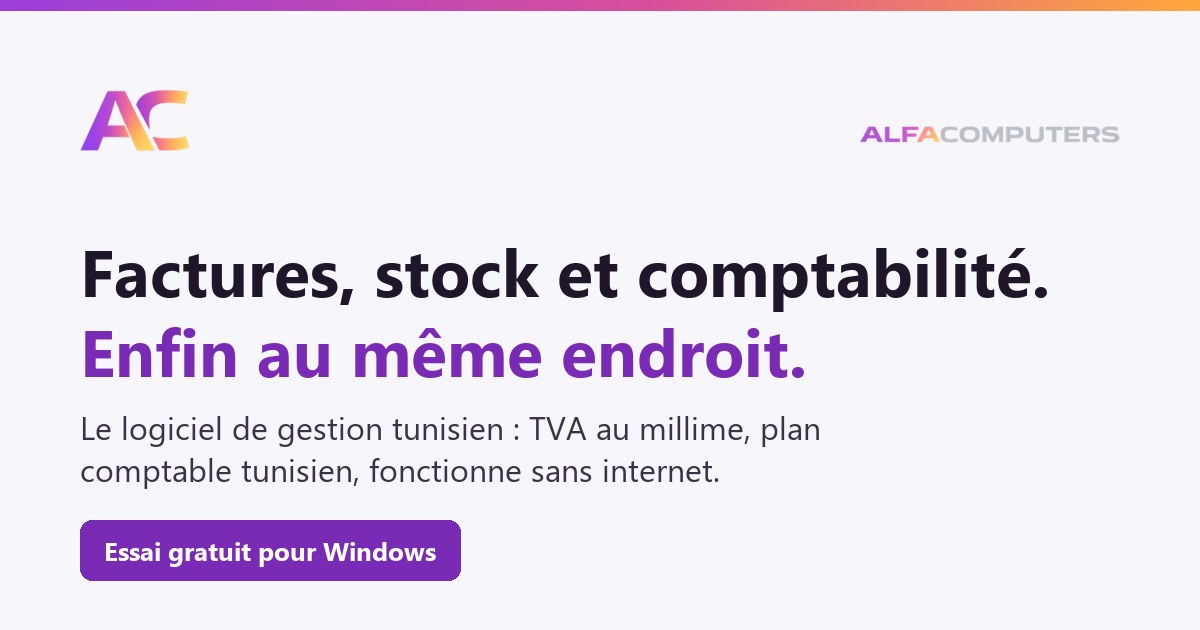 AC
ALFACOMPUTERS
Factures, stock et comptabilité.
Enfin au même endroit.
Le logiciel de gestion tunisien : TVA au millime, plan
comptable tunisien, fonctionne sans internet.
Essai gratuit pour Windows